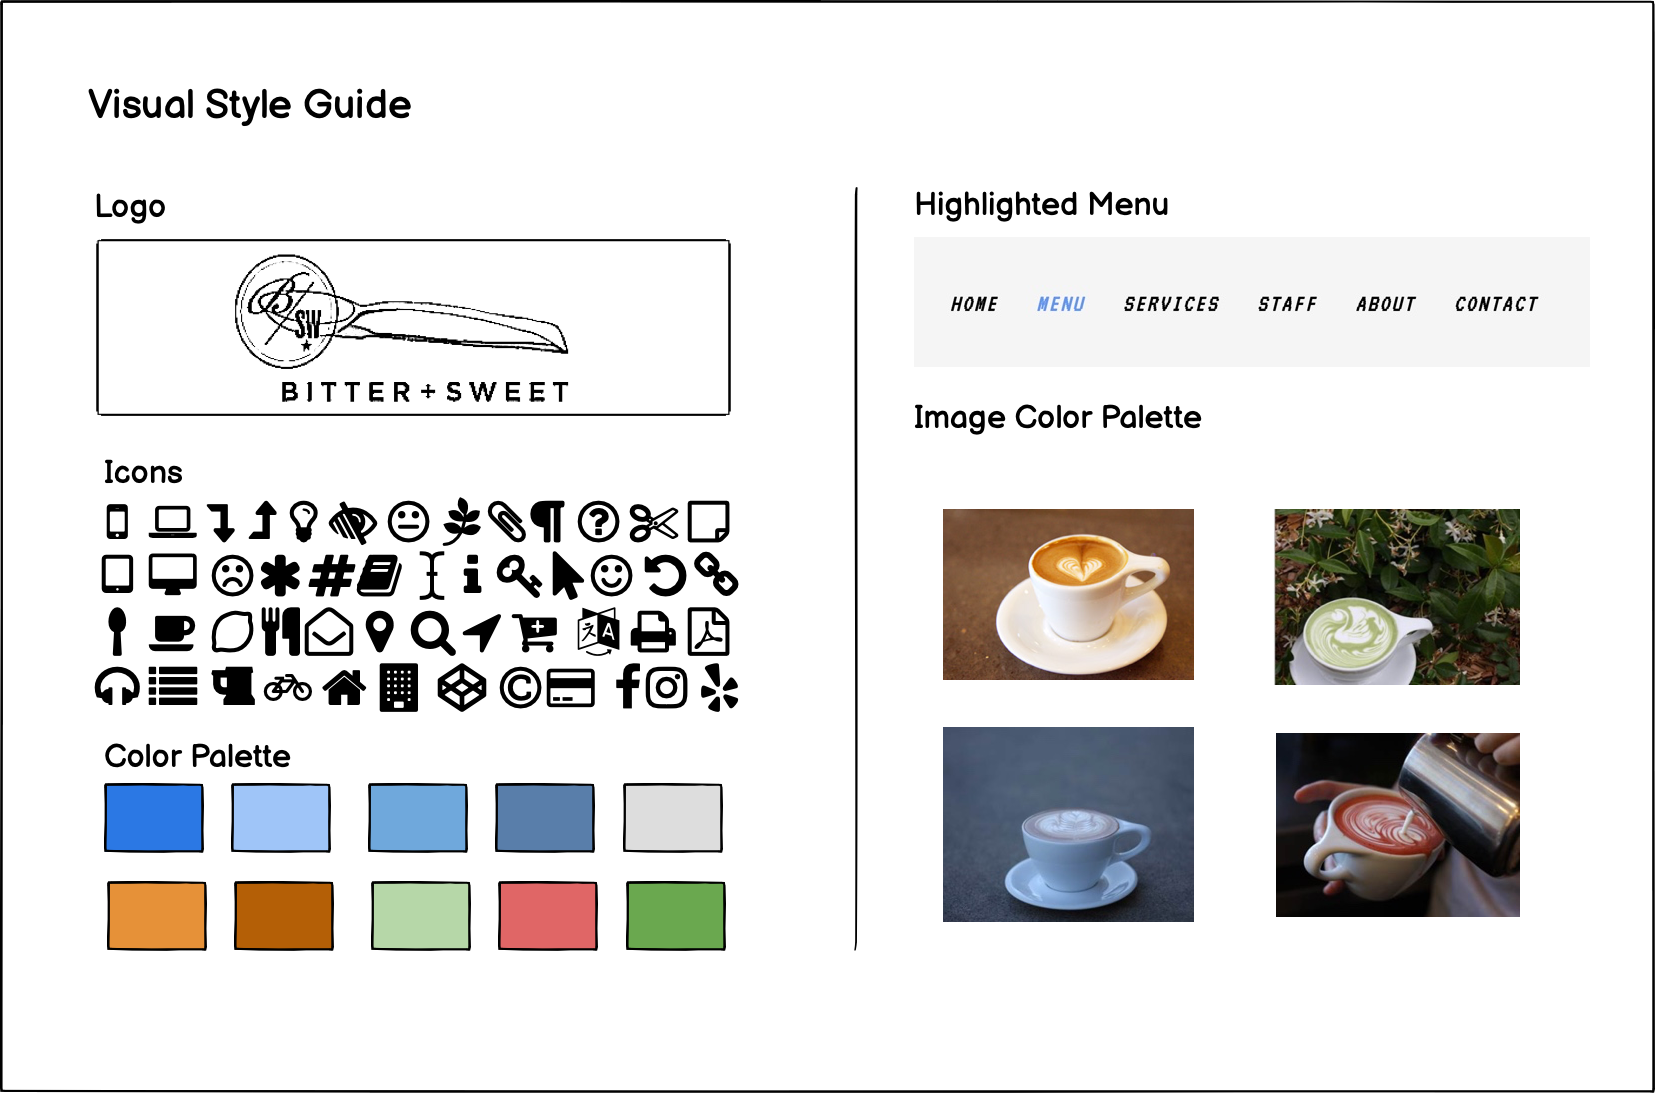 Visual Style Guide
Logo
B
SW
BITTER+SWEET
Icons
Color Palette
Highlighted Menu
HOME MENU SERVICES STAFF ABOUT CONTACT
Image Color Palette